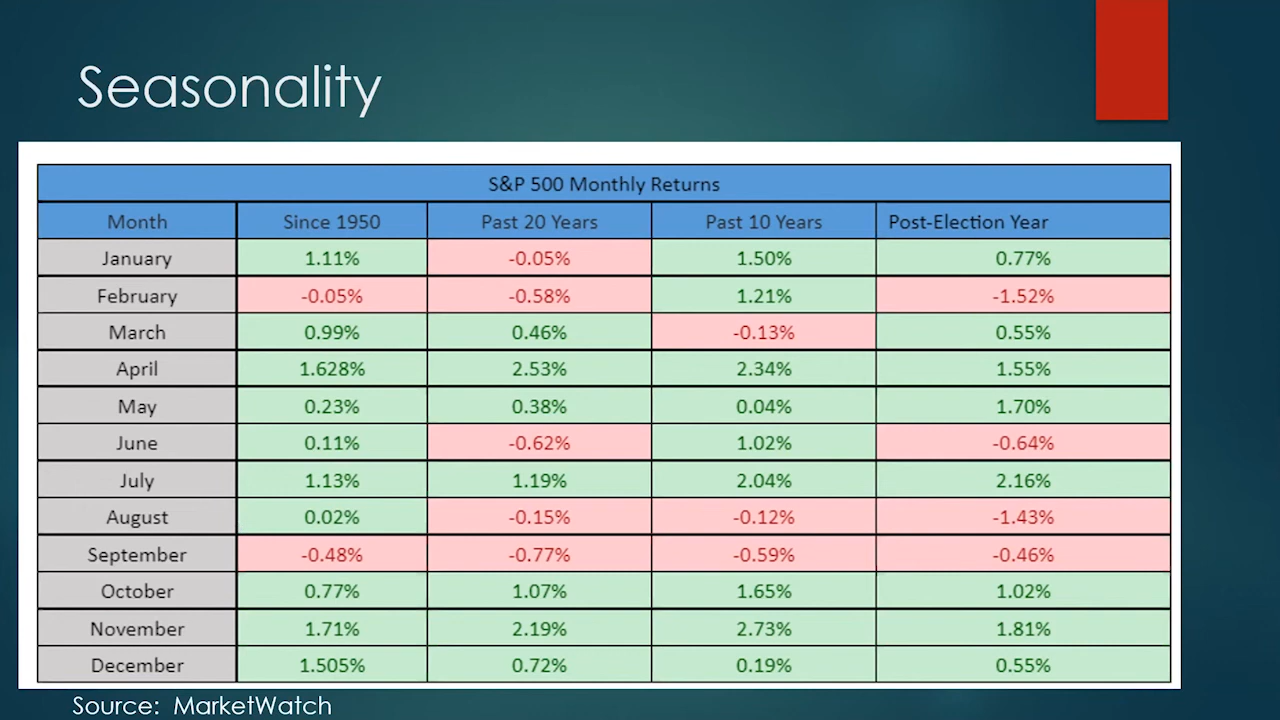 Seasonality
S&P 500 Monthly Returns
Month Since 1950 Past 20 Years Past 10 Years Post-Election Year
January 1.11% -0.05% 1.50% 0.77%
February -0.05% -0.58% 1.21% -1.52%
March 0.99% 0.46% -0.13% 0.55%
April 1.628% 2.53% 2.34% 1.55%
May 0.23% 0.38% 0.04% 1.70%
June 0.11% -0.62% 1.02% -0.64%
July 1.13% 1.19% 2.04% 2.16%
August 0.02% -0.15% -0.12% -1.43%
September -0.48% -0.77% -0.59% -0.46%
October 0.77% 1.07% 1.65% 1.02%
November 1.71% 2.19% 2.73% 1.81%
December 1.505% 0.72% 0.19% 0.55%
Source: MarketWatch